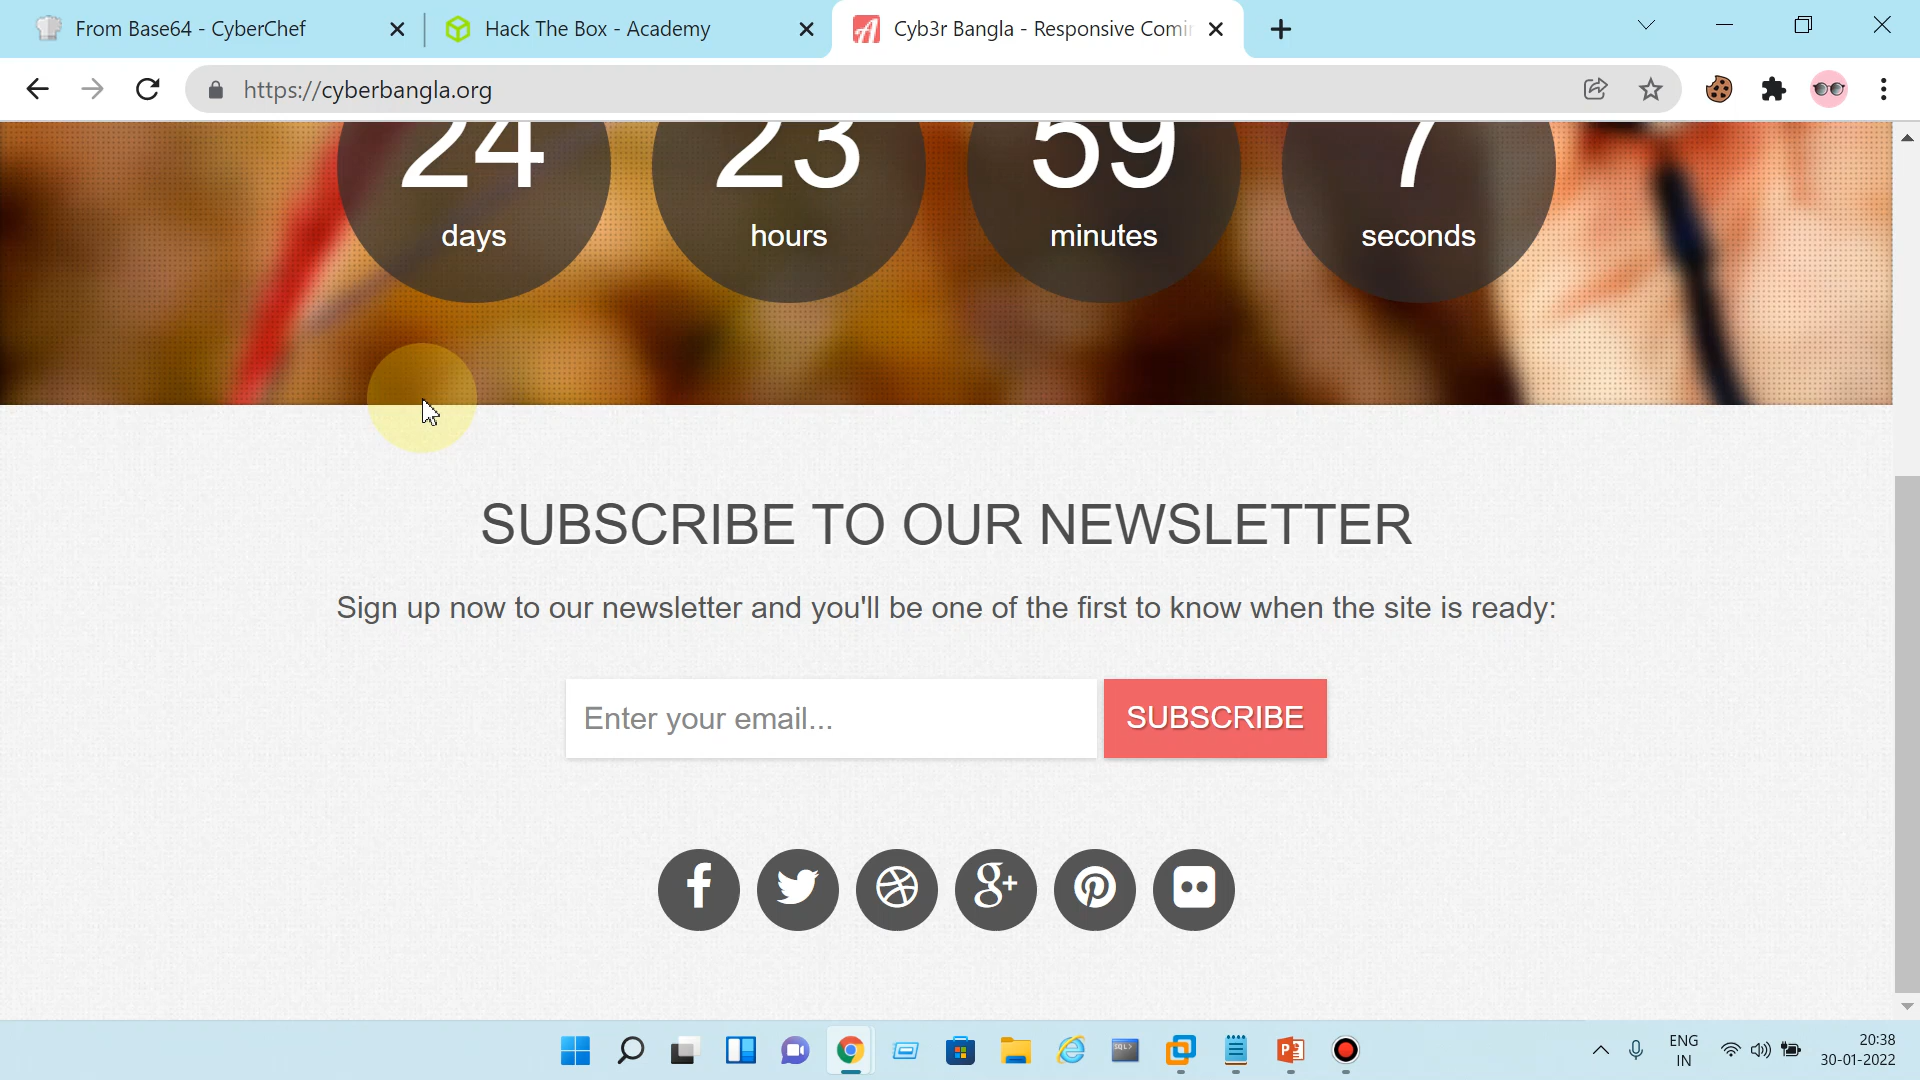 From Base64 - CyberChef
Hack The Box - Academy
Cyb3r Bangla - Responsive Comin
https://cyberbangla.org
24 23 59 7
days hours minutes seconds
SUBSCRIBE TO OUR NEWSLETTER
Sign up now to our newsletter and you'll be one of the first to know when the site is ready:
Enter your email... SUBSCRIBE
ENG
IN
20:38
30-01-2022